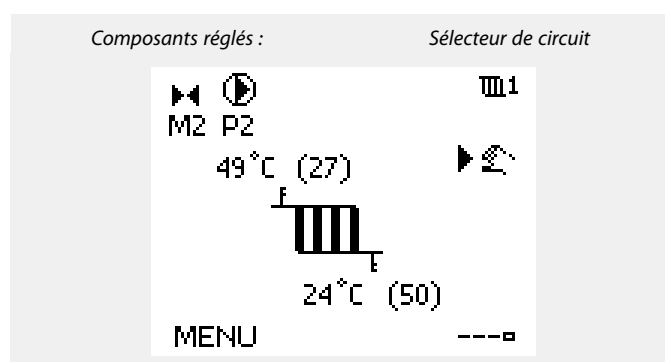 Composants réglés : Sélecteur de circuit
1
M2 P2
49°C (27)
24°C (50)
MENU ---